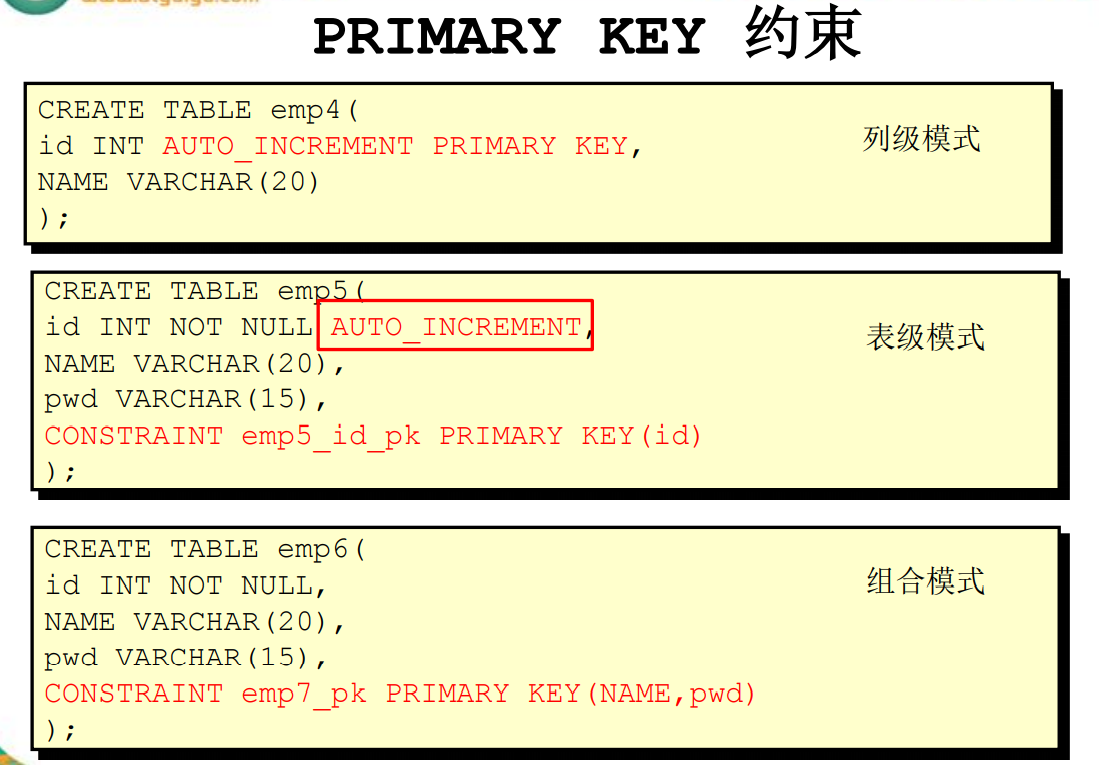 PRIMARY KEY 约束
CREATE TABLE emp4(
id INT AUTO_INCREMENT PRIMARY KEY,
NAME VARCHAR(20)
);
列级模式
CREATE TABLE emp5(
id INT NOT NULL AUTO_INCREMENT,
NAME VARCHAR(20),
pwd VARCHAR(15),
CONSTRAINT emp5_id_pk PRIMARY KEY(id)
);
表级模式
CREATE TABLE emp6(
id INT NOT NULL,
NAME VARCHAR(20),
pwd VARCHAR(15),
CONSTRAINT emp7_pk PRIMARY KEY(NAME,pwd)
);
组合模式